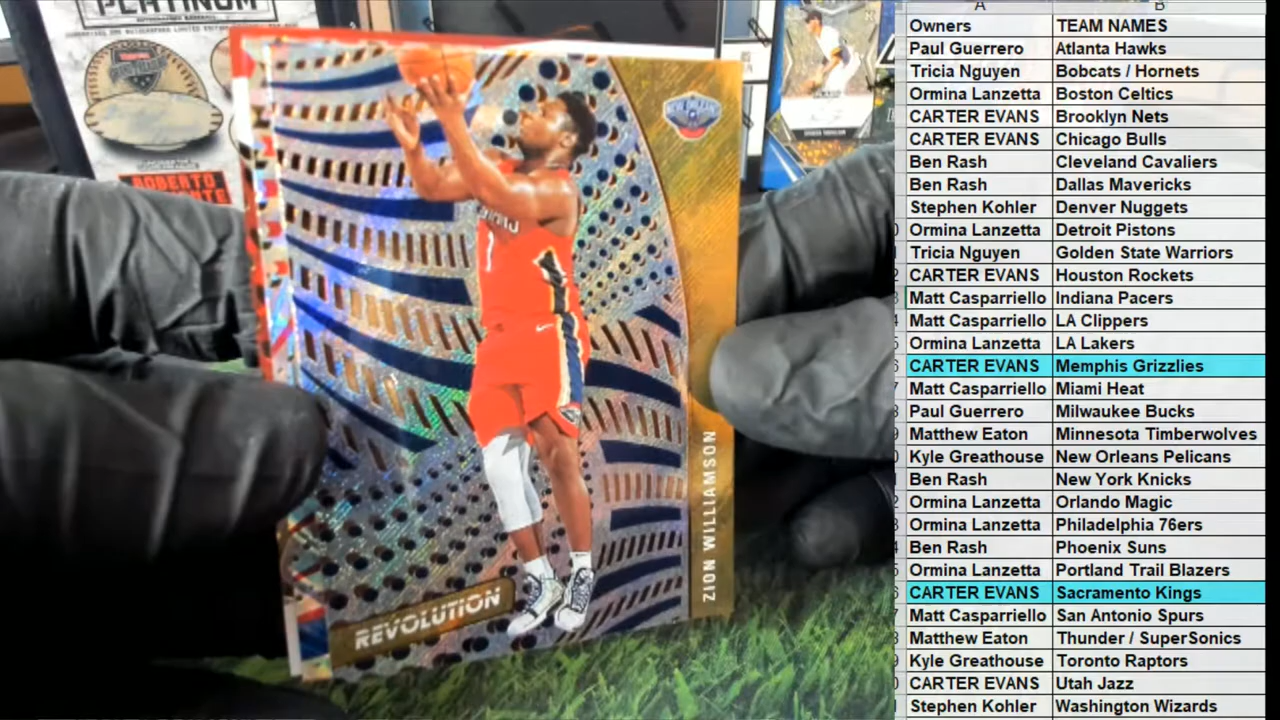 PLATINUM
AUTOGRAPHED BASEBALL
ROBERTO
NEW ORLEANS
1
ZION WILLIAMSON
REVOLUTION
A B
Owners TEAM NAMES
Paul Guerrero Atlanta Hawks
Tricia Nguyen Bobcats / Hornets
Ormina Lanzetta Boston Celtics
CARTER EVANS Brooklyn Nets
CARTER EVANS Chicago Bulls
Ben Rash Cleveland Cavaliers
Ben Rash Dallas Mavericks
Stephen Kohler Denver Nuggets
Ormina Lanzetta Detroit Pistons
Tricia Nguyen Golden State Warriors
CARTER EVANS Houston Rockets
Matt Casparriello Indiana Pacers
Matt Casparriello LA Clippers
Ormina Lanzetta LA Lakers
CARTER EVANS Memphis Grizzlies
Matt Casparriello Miami Heat
Paul Guerrero Milwaukee Bucks
Matthew Eaton Minnesota Timberwolves
Kyle Greathouse New Orleans Pelicans
Ben Rash New York Knicks
Ormina Lanzetta Orlando Magic
Ormina Lanzetta Philadelphia 76ers
Ben Rash Phoenix Suns
Ormina Lanzetta Portland Trail Blazers
CARTER EVANS Sacramento Kings
Matt Casparriello San Antonio Spurs
Matthew Eaton Thunder / SuperSonics
Kyle Greathouse Toronto Raptors
CARTER EVANS Utah Jazz
Stephen Kohler Washington Wizards